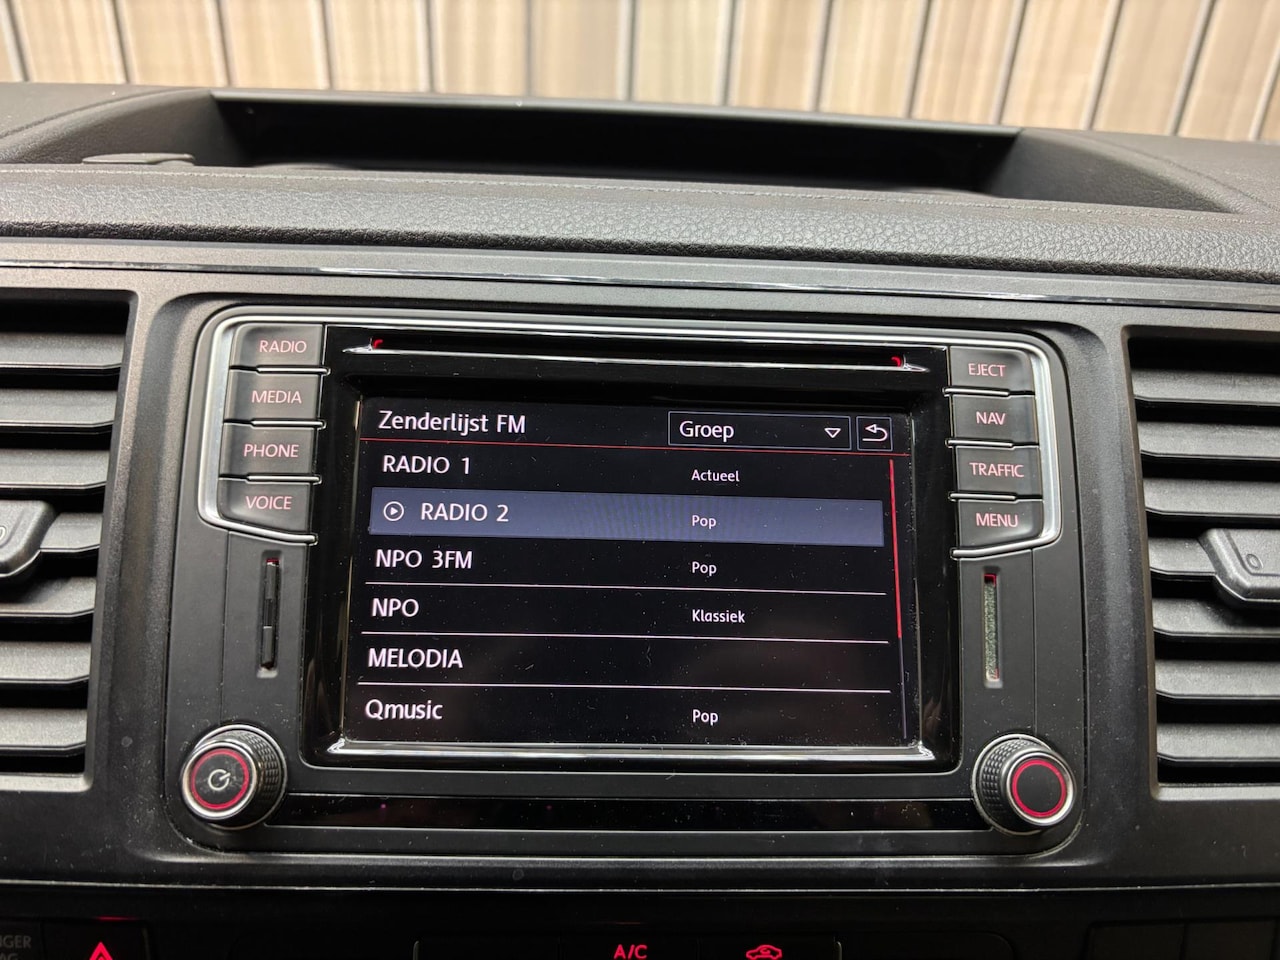 RADIO
MEDIA
PHONE
VOICE
EJECT
NAV
TRAFFIC
MENU
Zenderlijst FM Groep
RADIO 1 Actueel
RADIO 2 Pop
NPO 3FM Pop
NPO Klassiek
MELODIA
Qmusic Pop
A/C